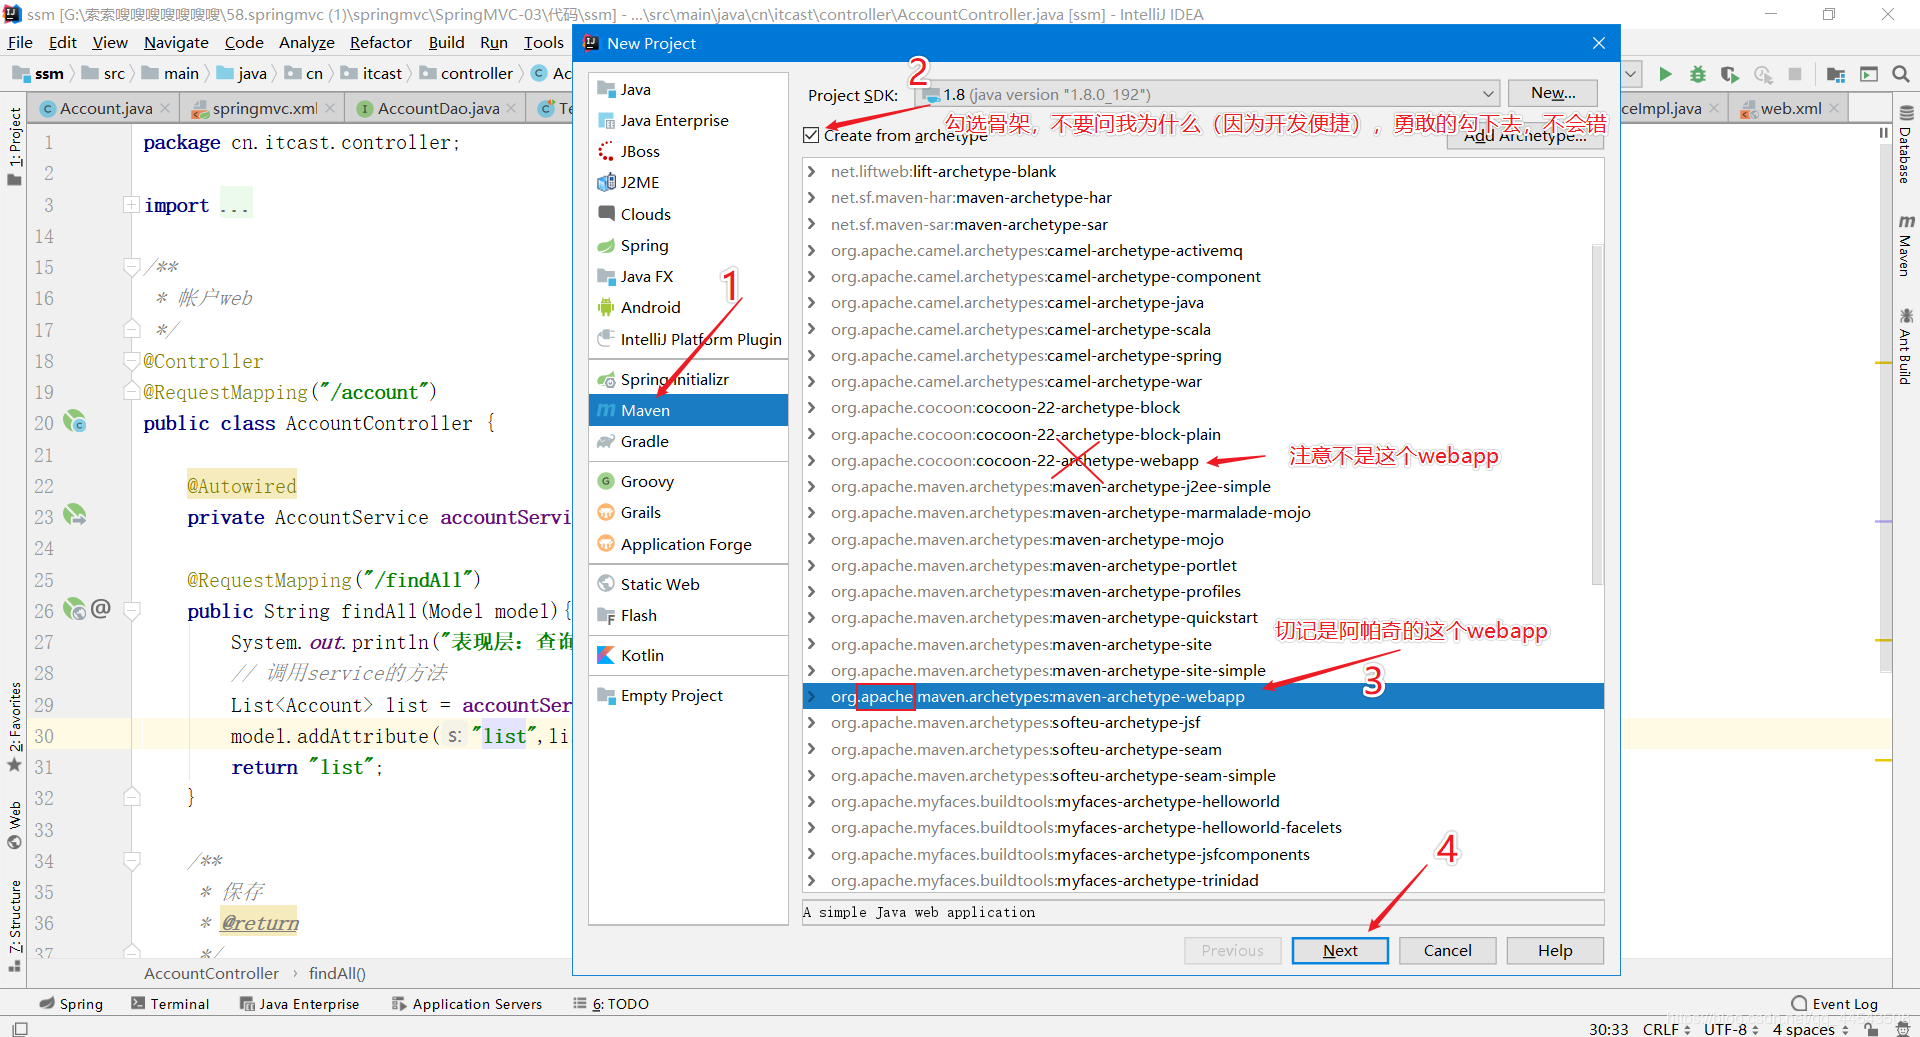 ssm [G:\索索嗖嗖嗖嗖嗖嗖\58.springmvc (1)\springmvc\SpringMVC-03\代码\ssm] - ...\src\main\java\cn\itcast\controller\AccountController.java [ssm] - IntelliJ IDEA
File Edit View Navigate Code Analyze Refactor Build Run Tools
ssm src main java cn itcast controller Ac
Account.java springmvc.xml AccountDao.java Te
ceImpl.java web.xml
1: Project
2: Favorites
Web
7: Structure
Database
Maven
Ant Build
1 package cn.itcast.controller;
2
3 import ...
14
15 /**
16 * 帐户web
17 */
18 @Controller
19 @RequestMapping("/account")
20 public class AccountController {
21
22 @Autowired
23 private AccountService accountServi
24
25 @RequestMapping("/findAll")
26 public String findAll(Model model){
27 System.out.println("表现层：查询
28 // 调用service的方法
29 List<Account> list = accountSer
30 model.addAttribute( s: "list",li
31 return "list";
32 }
33
34 /**
35 * 保存
36 * @return
37 */
AccountController › findAll()
New Project
Java
Java Enterprise
JBoss
J2ME
Clouds
Spring
Java FX
Android
IntelliJ Platform Plugin
Spring Initializr
Maven
Gradle
Groovy
Grails
Application Forge
Static Web
Flash
Kotlin
Empty Project
1
2
Project SDK: 1.8 (java version "1.8.0_192") New...
勾选骨架，不要问我为什么（因为开发便捷），勇敢的勾下去，不会错
Create from archetype Add Archetype...
net.liftweb:lift-archetype-blank
net.sf.maven-har:maven-archetype-har
net.sf.maven-sar:maven-archetype-sar
org.apache.camel.archetypes:camel-archetype-activemq
org.apache.camel.archetypes:camel-archetype-component
org.apache.camel.archetypes:camel-archetype-java
org.apache.camel.archetypes:camel-archetype-scala
org.apache.camel.archetypes:camel-archetype-spring
org.apache.camel.archetypes:camel-archetype-war
org.apache.cocoon:cocoon-22-archetype-block
org.apache.cocoon:cocoon-22-archetype-block-plain
org.apache.cocoon:cocoon-22-archetype-webapp
注意不是这个webapp
org.apache.maven.archetypes:maven-archetype-j2ee-simple
org.apache.maven.archetypes:maven-archetype-marmalade-mojo
org.apache.maven.archetypes:maven-archetype-mojo
org.apache.maven.archetypes:maven-archetype-portlet
org.apache.maven.archetypes:maven-archetype-profiles
org.apache.maven.archetypes:maven-archetype-quickstart
切记是阿帕奇的这个webapp
org.apache.maven.archetypes:maven-archetype-site
org.apache.maven.archetypes:maven-archetype-site-simple
3
org.apache.maven.archetypes:maven-archetype-webapp
org.apache.maven.archetypes:softeu-archetype-jsf
org.apache.maven.archetypes:softeu-archetype-seam
org.apache.maven.archetypes:softeu-archetype-seam-simple
org.apache.myfaces.buildtools:myfaces-archetype-helloworld
org.apache.myfaces.buildtools:myfaces-archetype-helloworld-facelets
org.apache.myfaces.buildtools:myfaces-archetype-jsfcomponents
org.apache.myfaces.buildtools:myfaces-archetype-trinidad
4
A simple Java web application
Previous Next Cancel Help
Spring Terminal Java Enterprise Application Servers 6: TODO Event Log
30:33 CRLF UTF-8 4 spaces